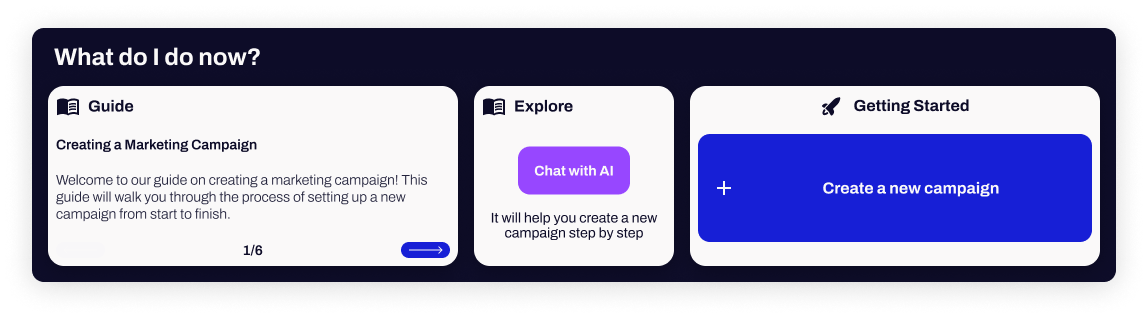 What do I do now?
Guide
Creating a Marketing Campaign
Welcome to our guide on creating a marketing campaign! This
guide will walk you through the process of setting up a new
campaign from start to finish.
1/6
Explore
Chat with AI
It will help you create a new
campaign step by step
Getting Started
Create a new campaign